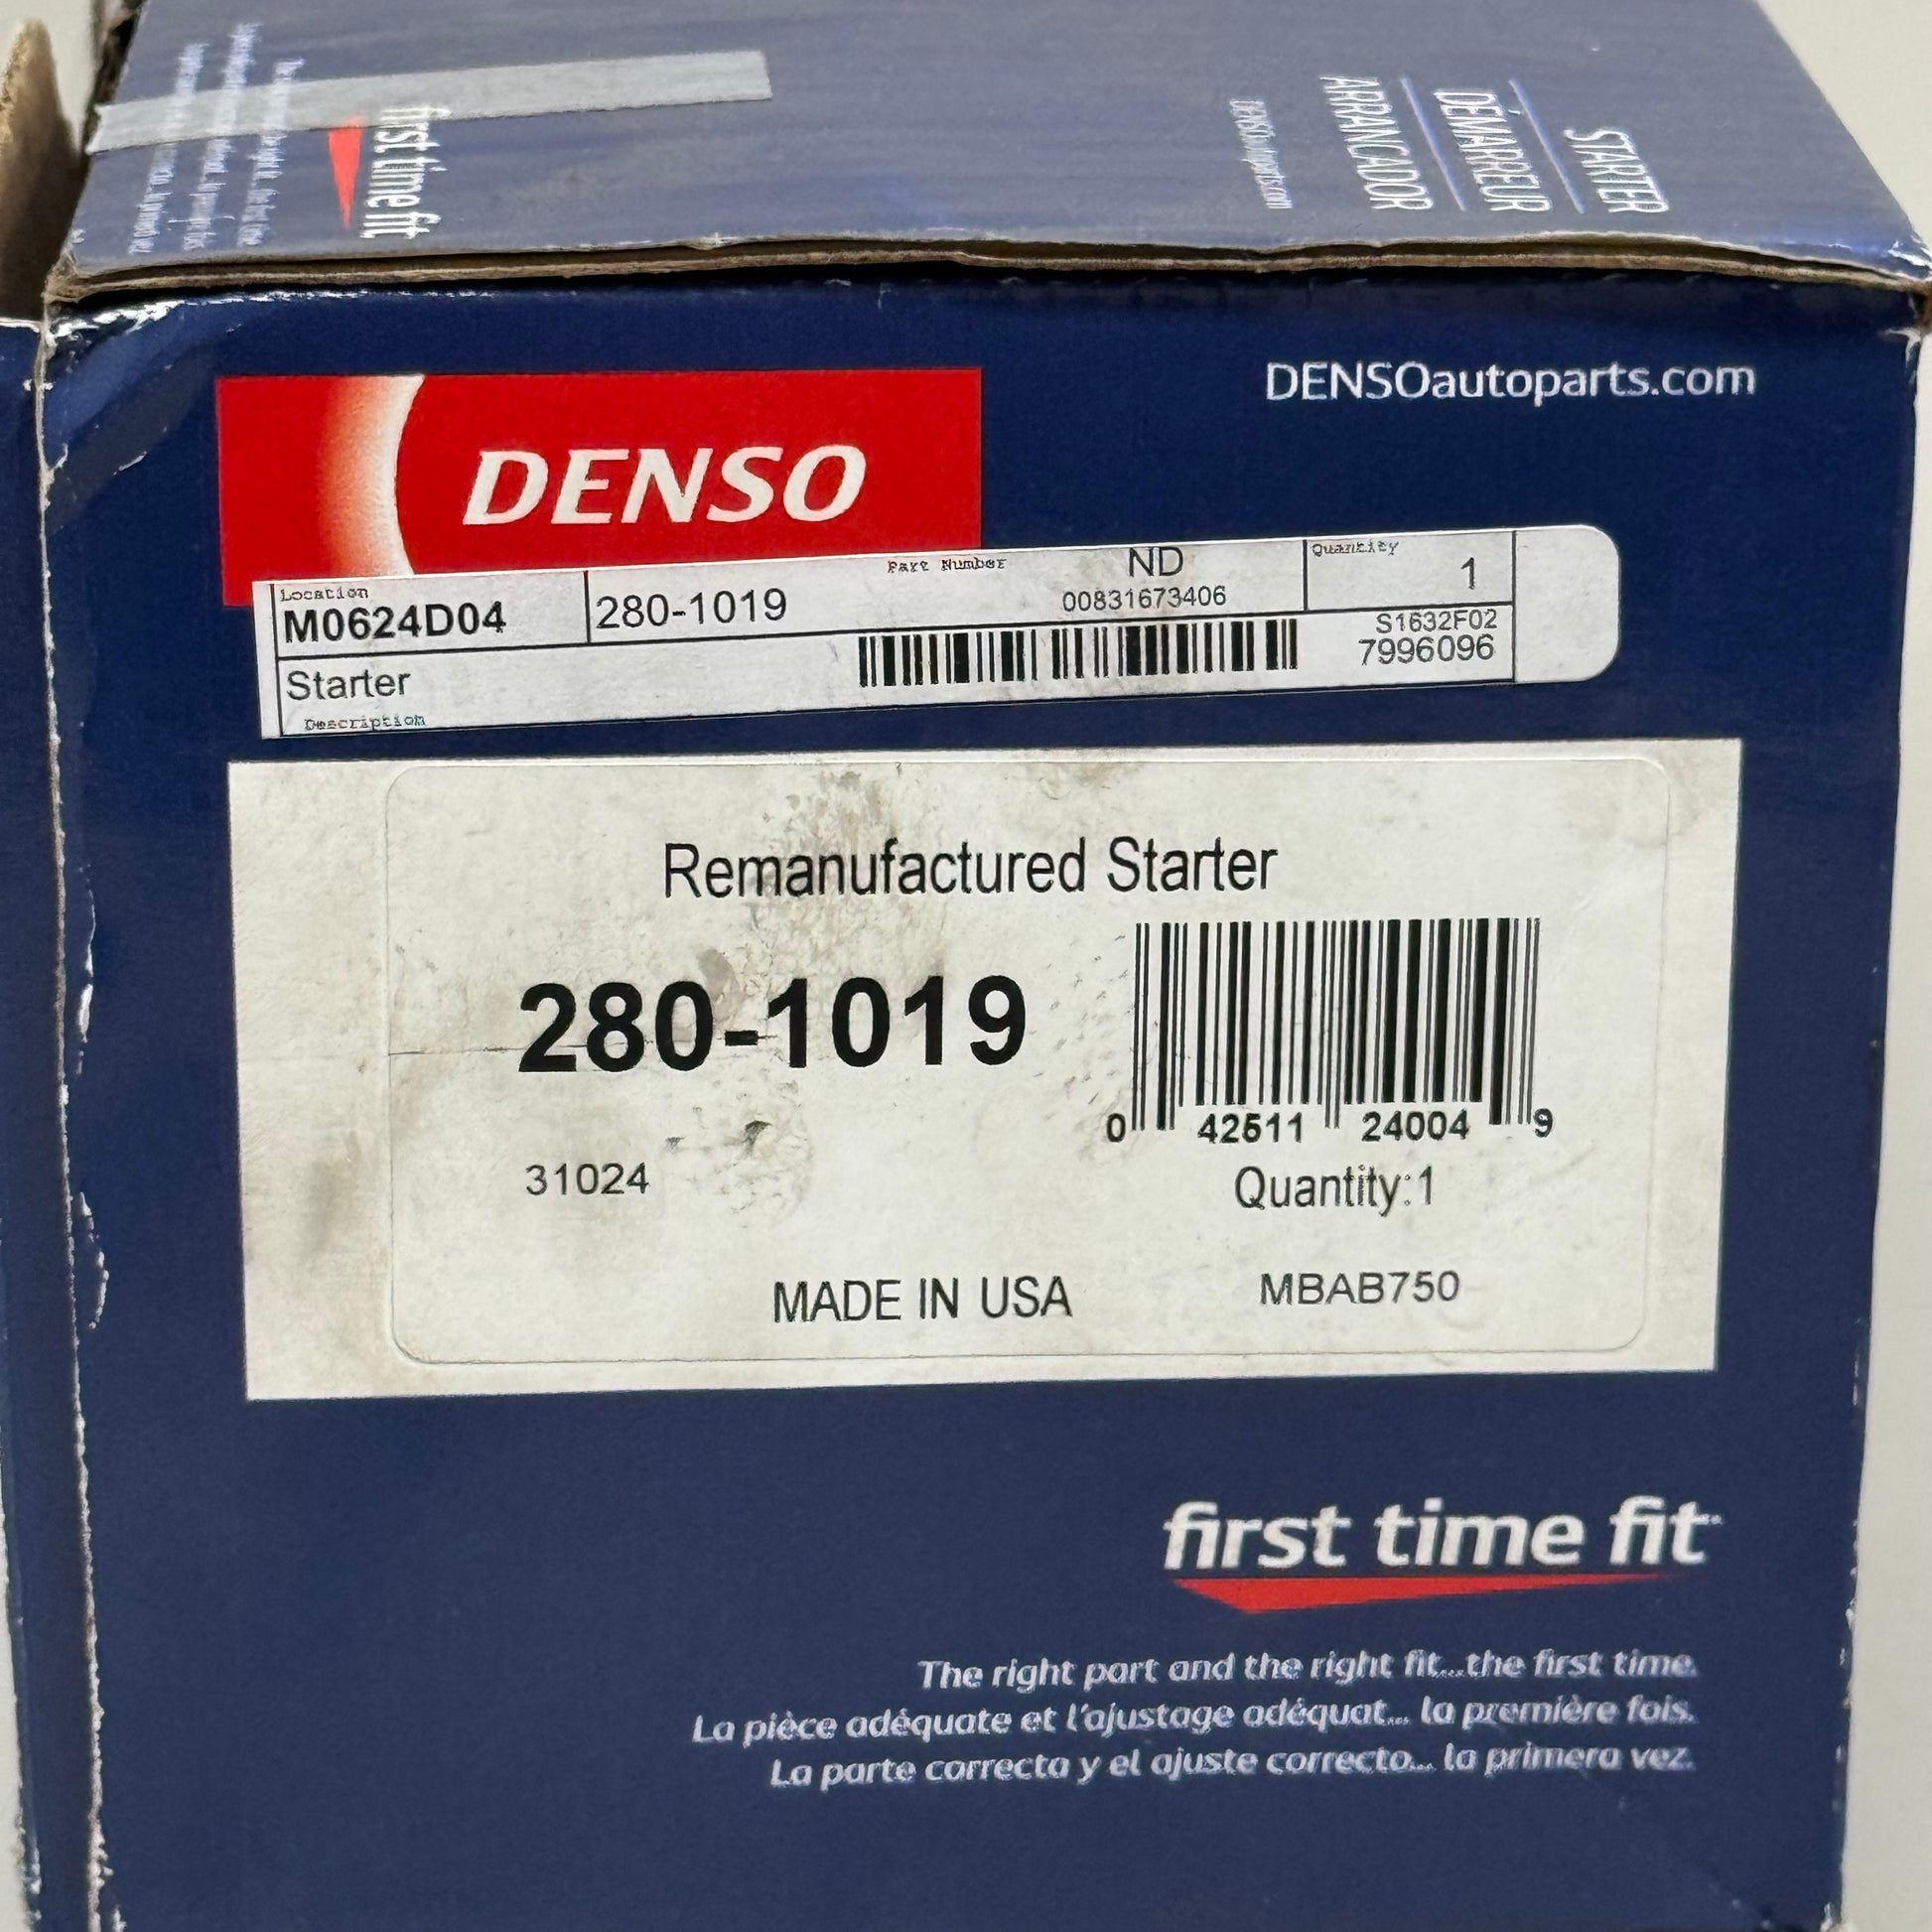 STARTER
DÉMARREUR
ARRANCADOR
DENSOautoparts.com
first time fit
DENSOautoparts.com
DENSO
Location
M0624D04
280-1019
Part Number
ND
00831673406
Quantity
1
Starter
Description
S1632F02
7996096
Remanufactured Starter
280-1019
0 42511 24004 9
31024
Quantity:1
MADE IN USA
MBAB750
first time fit
The right part and the right fit...the first time.
La pièce adéquate et l'ajustage adéquat... la première fois.
La parte correcta y el ajuste correcto... la primera vez.